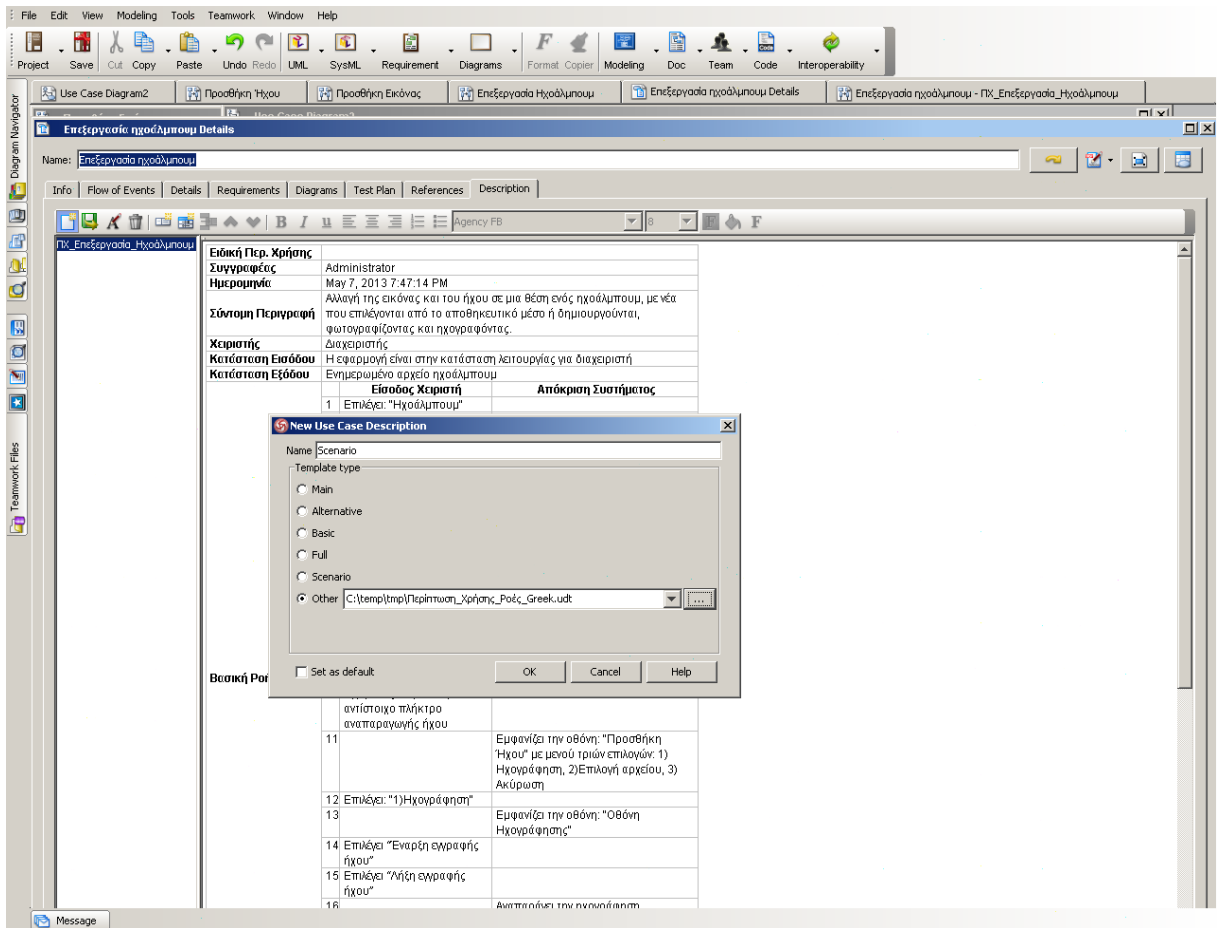 File Edit View Modeling Tools Teamwork Window Help
Project Save Cut Copy Paste Undo Redo UML SysML Requirement Diagrams Format Copier Modeling Doc Team Code Interoperability
Use Case Diagram2 Προσθήκη Ήχου Προσθήκη Εικόνας Επεξεργασία Ηχοάλμπουμ Επεξεργασία ηχοάλμπουμ Details Επεξεργασία ηχοάλμπουμ - ΠΧ_Επεξεργασία_Ηχοάλμπουμ
Diagram Navigator
Teamwork Files
Επεξεργασία ηχοάλμπουμ Details
Name: Επεξεργασία ηχοάλμπουμ
Info Flow of Events Details Requirements Diagrams Test Plan References Description
B I u Agency FB 8 F
ΠΧ_Επεξεργασία_Ηχοάλμπουμ
Ειδική Περ. Χρήσης
Συγγραφέας Administrator
Ημερομηνία May 7, 2013 7:47:14 PM
Σύντομη Περιγραφή Αλλαγή της εικόνας και του ήχου σε μια θέση ενός ηχοάλμπουμ, με νέα
που επιλέγονται από το αποθηκευτικό μέσο ή δημιουργούνται,
φωτογραφίζοντας και ηχογραφόντας.
Χειριστής Διαχειριστής
Κατάσταση Εισόδου Η εφαρμογή είναι στην κατάσταση λειτουργίας για διαχειριστή
Κατάσταση Εξόδου Ενημερωμένο αρχείο ηχοάλμπουμ
Είσοδος Χειριστή Απόκριση Συστήματος
1 Επιλέγει: "Ηχοάλμπουμ"
New Use Case Description
Name Scenario
Template type
Main
Alternative
Basic
Full
Scenario
Other C:\temp\tmp\Περίπτωση_Χρήσης_Ροές_Greek.udt ...
Set as default OK Cancel Help
Βασική
αντίστοιχο πλήκτρο
αναπαραγωγής ήχου
11 Εμφανίζει την οθόνη: "Προσθήκη
Ήχου" με μενού τριών επιλογών: 1)
Ηχογράφηση, 2)Επιλογή αρχείου, 3)
Ακύρωση
12 Επιλέγει: "1)Ηχογράφηση"
13 Εμφανίζει την οθόνη: "Οθόνη
Ηχογράφησης"
14 Επιλέγει "Έναρξη εγγραφής
ήχου"
15 Επιλέγει "Λήξη εγγραφής
ήχου"
16 Αναπαράγει την ηχογράφηση
Message